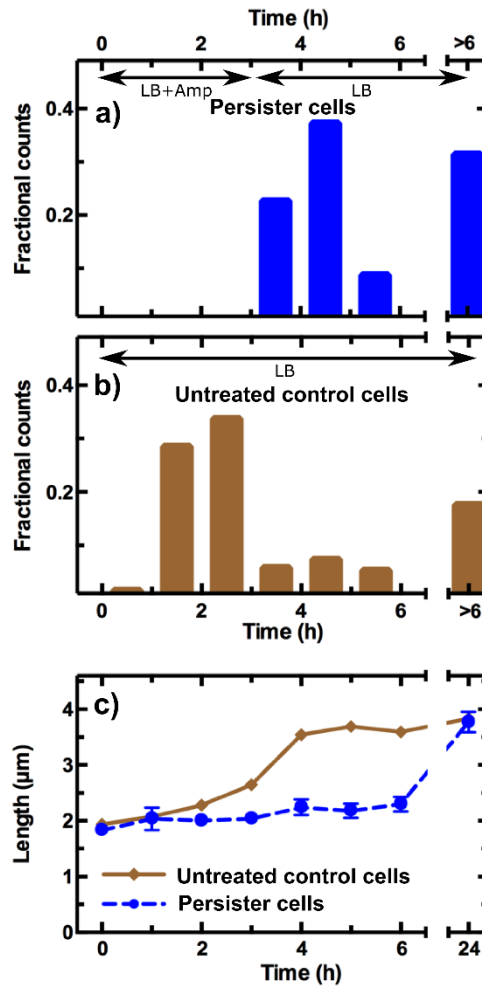 Time (h)
0 2 4 6 >6
LB+Amp LB
a) Persister cells
Fractional counts
0.4
0.2
LB
b) Untreated control cells
Fractional counts
0.4
0.2
0 2 4 6 >6
Time (h)
c)
Length (μm)
5
4
3
2
1
0
Untreated control cells
Persister cells
0 2 4 6 24
Time (h)